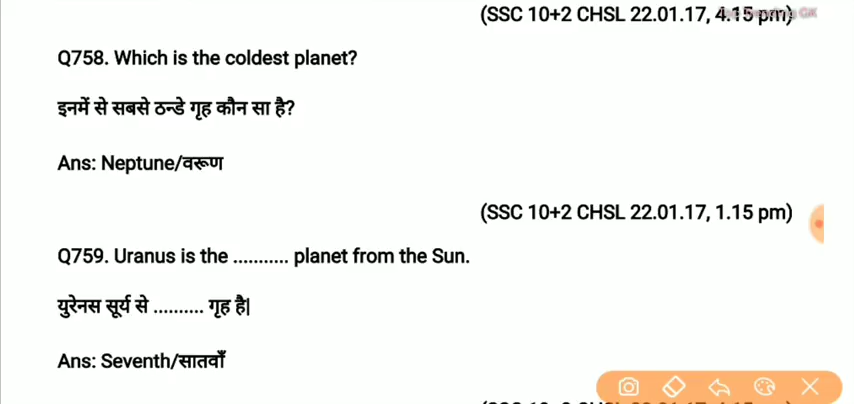 (SSC 10+2 CHSL 22.01.17, 4.15 pm)
Q758. Which is the coldest planet?
इनमें से सबसे ठन्डे गृह कौन सा है?
Ans: Neptune/वरूण
(SSC 10+2 CHSL 22.01.17, 1.15 pm)
Q759. Uranus is the ........... planet from the Sun.
युरेनस सूर्य से .......... गृह है|
Ans: Seventh/सातवाँ